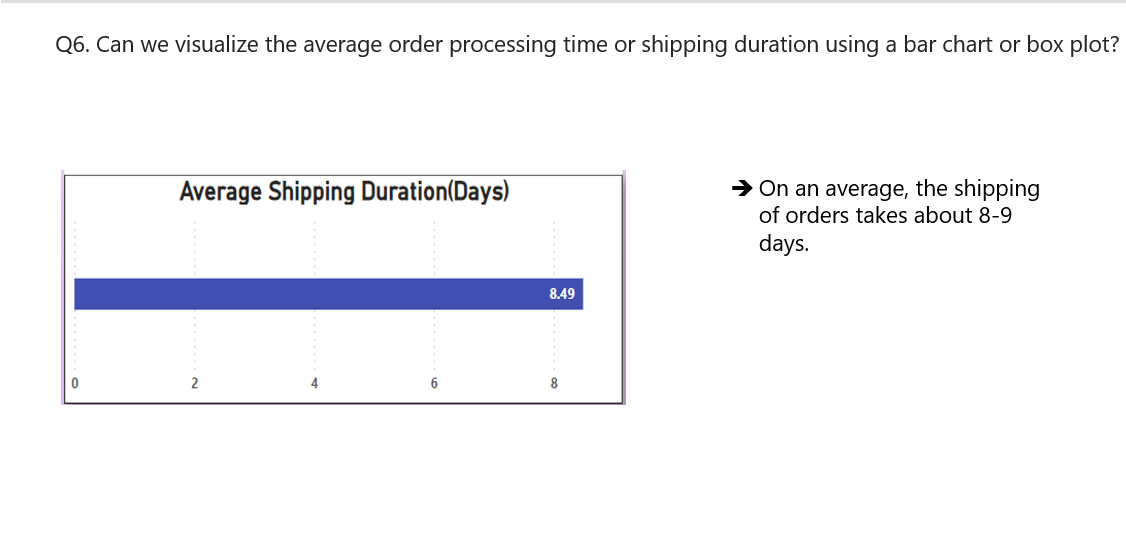 Q6. Can we visualize the average order processing time or shipping duration using a bar chart or box plot?
Average Shipping Duration(Days)
8.49
0 2 4 6 8
➔ On an average, the shipping
of orders takes about 8-9
days.